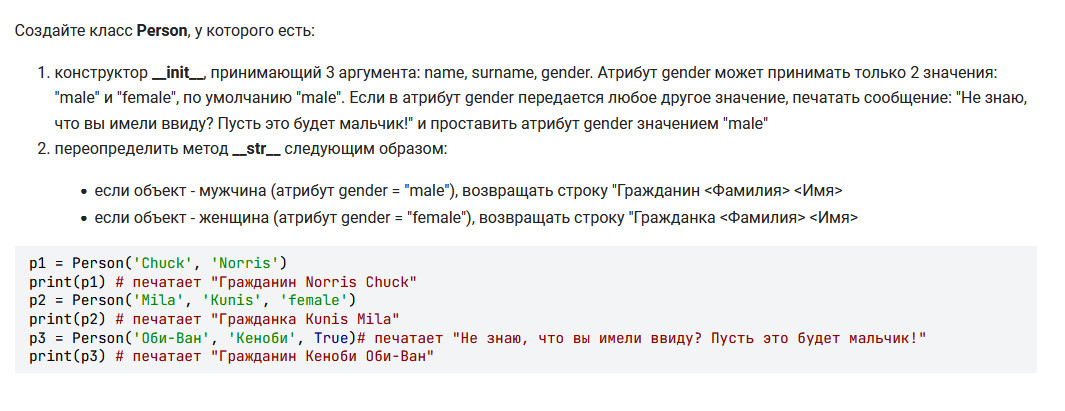 Создайте класс Person, у которого есть:
1. конструктор __init__, принимающий 3 аргумента: name, surname, gender. Атрибут gender может принимать только 2 значения:
"male" и "female", по умолчанию "male". Если в атрибут gender передается любое другое значение, печатать сообщение: "Не знаю,
что вы имели ввиду? Пусть это будет мальчик!" и проставить атрибут gender значением "male"
2. переопределить метод __str__ следующим образом:
• если объект - мужчина (атрибут gender = "male"), возвращать строку "Гражданин <Фамилия> <Имя>
• если объект - женщина (атрибут gender = "female"), возвращать строку "Гражданка <Фамилия> <Имя>
p1 = Person('Chuck', 'Norris')
print(p1) # печатает "Гражданин Norris Chuck"
p2 = Person('Mila', 'Kunis', 'female')
print(p2) # печатает "Гражданка Kunis Mila"
p3 = Person('Оби-Ван', 'Кеноби', True)# печатает "Не знаю, что вы имели ввиду? Пусть это будет мальчик!"
print(p3) # печатает "Гражданин Кеноби Оби-Ван"